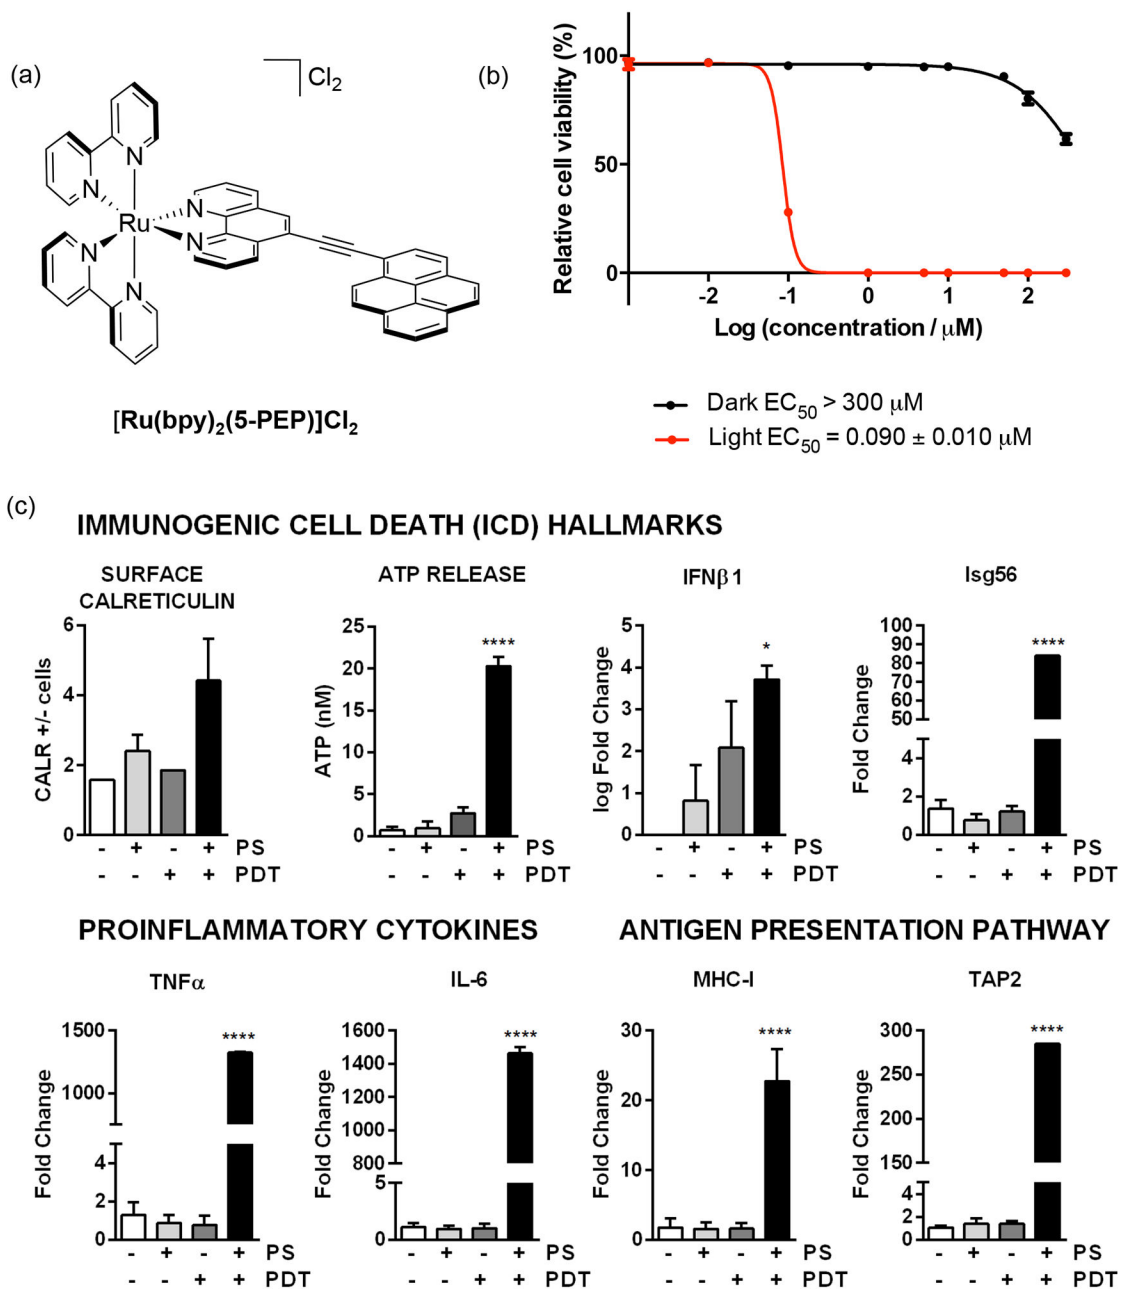 (a)
Cl2
N
N
Ru
N
N
N
N
[Ru(bpy)2(5-PEP)]Cl2
(b)
Relative cell viability (%)
100
50
0
-2 -1 0 1 2
Log (concentration / μM)
Dark EC50 > 300 μM
Light EC50 = 0.090 ± 0.010 μM
(c)
IMMUNOGENIC CELL DEATH (ICD) HALLMARKS
SURFACE
CALRETICULIN
CALR +/- cells
6
4
2
0
- + - + PS
- - + + PDT
ATP RELEASE
ATP (nM)
25
20
15
10
5
0
****
- + - + PS
- - + + PDT
IFNβ1
log Fold Change
5
4
3
2
1
0
*
- + - + PS
- - + + PDT
Isg56
Fold Change
100
90
80
70
60
50
4
2
0
****
- + - + PS
- - + + PDT
PROINFLAMMATORY CYTOKINES
TNFα
Fold Change
1500
1000
4
2
0
****
- + - + PS
- - + + PDT
IL-6
Fold Change
1600
1400
1200
1000
800
5
0
****
- + - + PS
- - + + PDT
ANTIGEN PRESENTATION PATHWAY
MHC-I
Fold Change
30
20
10
0
****
- + - + PS
- - + + PDT
TAP2
Fold Change
300
250
200
150
4
2
0
****
- + - + PS
- - + + PDT